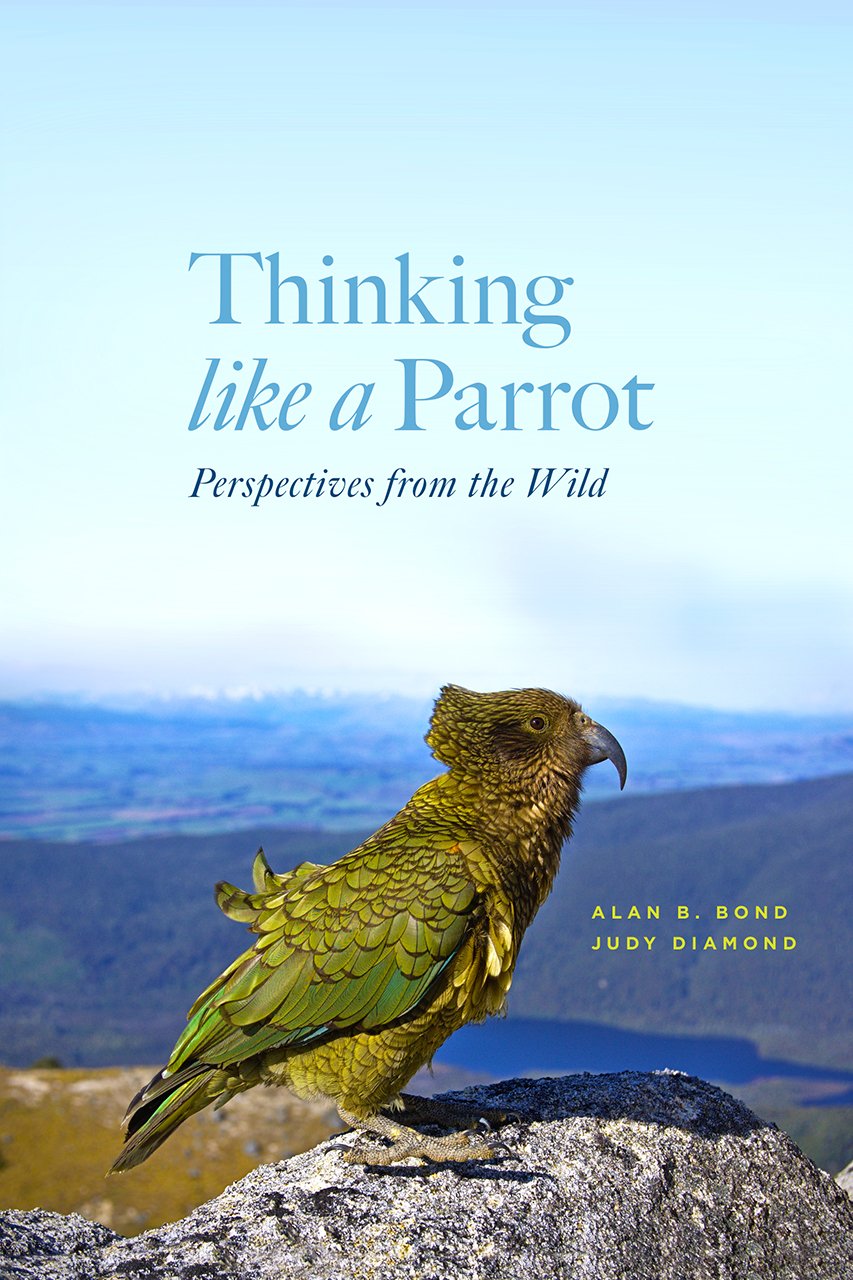 Thinking
like a Parrot
Perspectives from the Wild
ALAN B. BOND
JUDY DIAMOND